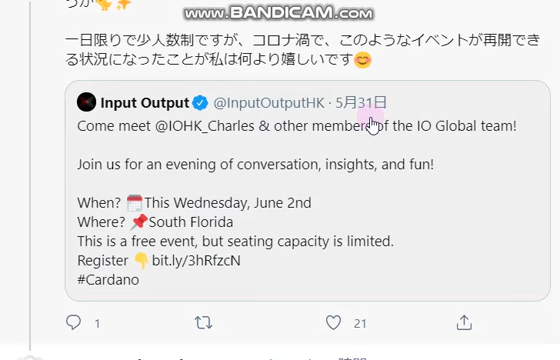 www.BANDICAM.com
一日限りで少人数制ですが、コロナ渦で、このようなイベントが再開でき
る状況になったことが私は何より嬉しいです😊
Input Output @InputOutputHK · 5月31日
Come meet @IOHK_Charles & other members of the IO Global team!
Join us for an evening of conversation, insights, and fun!
When? 🗓️This Wednesday, June 2nd
Where? 📌South Florida
This is a free event, but seating capacity is limited.
Register 👇 bit.ly/3hRfzcN
#Cardano
1
21